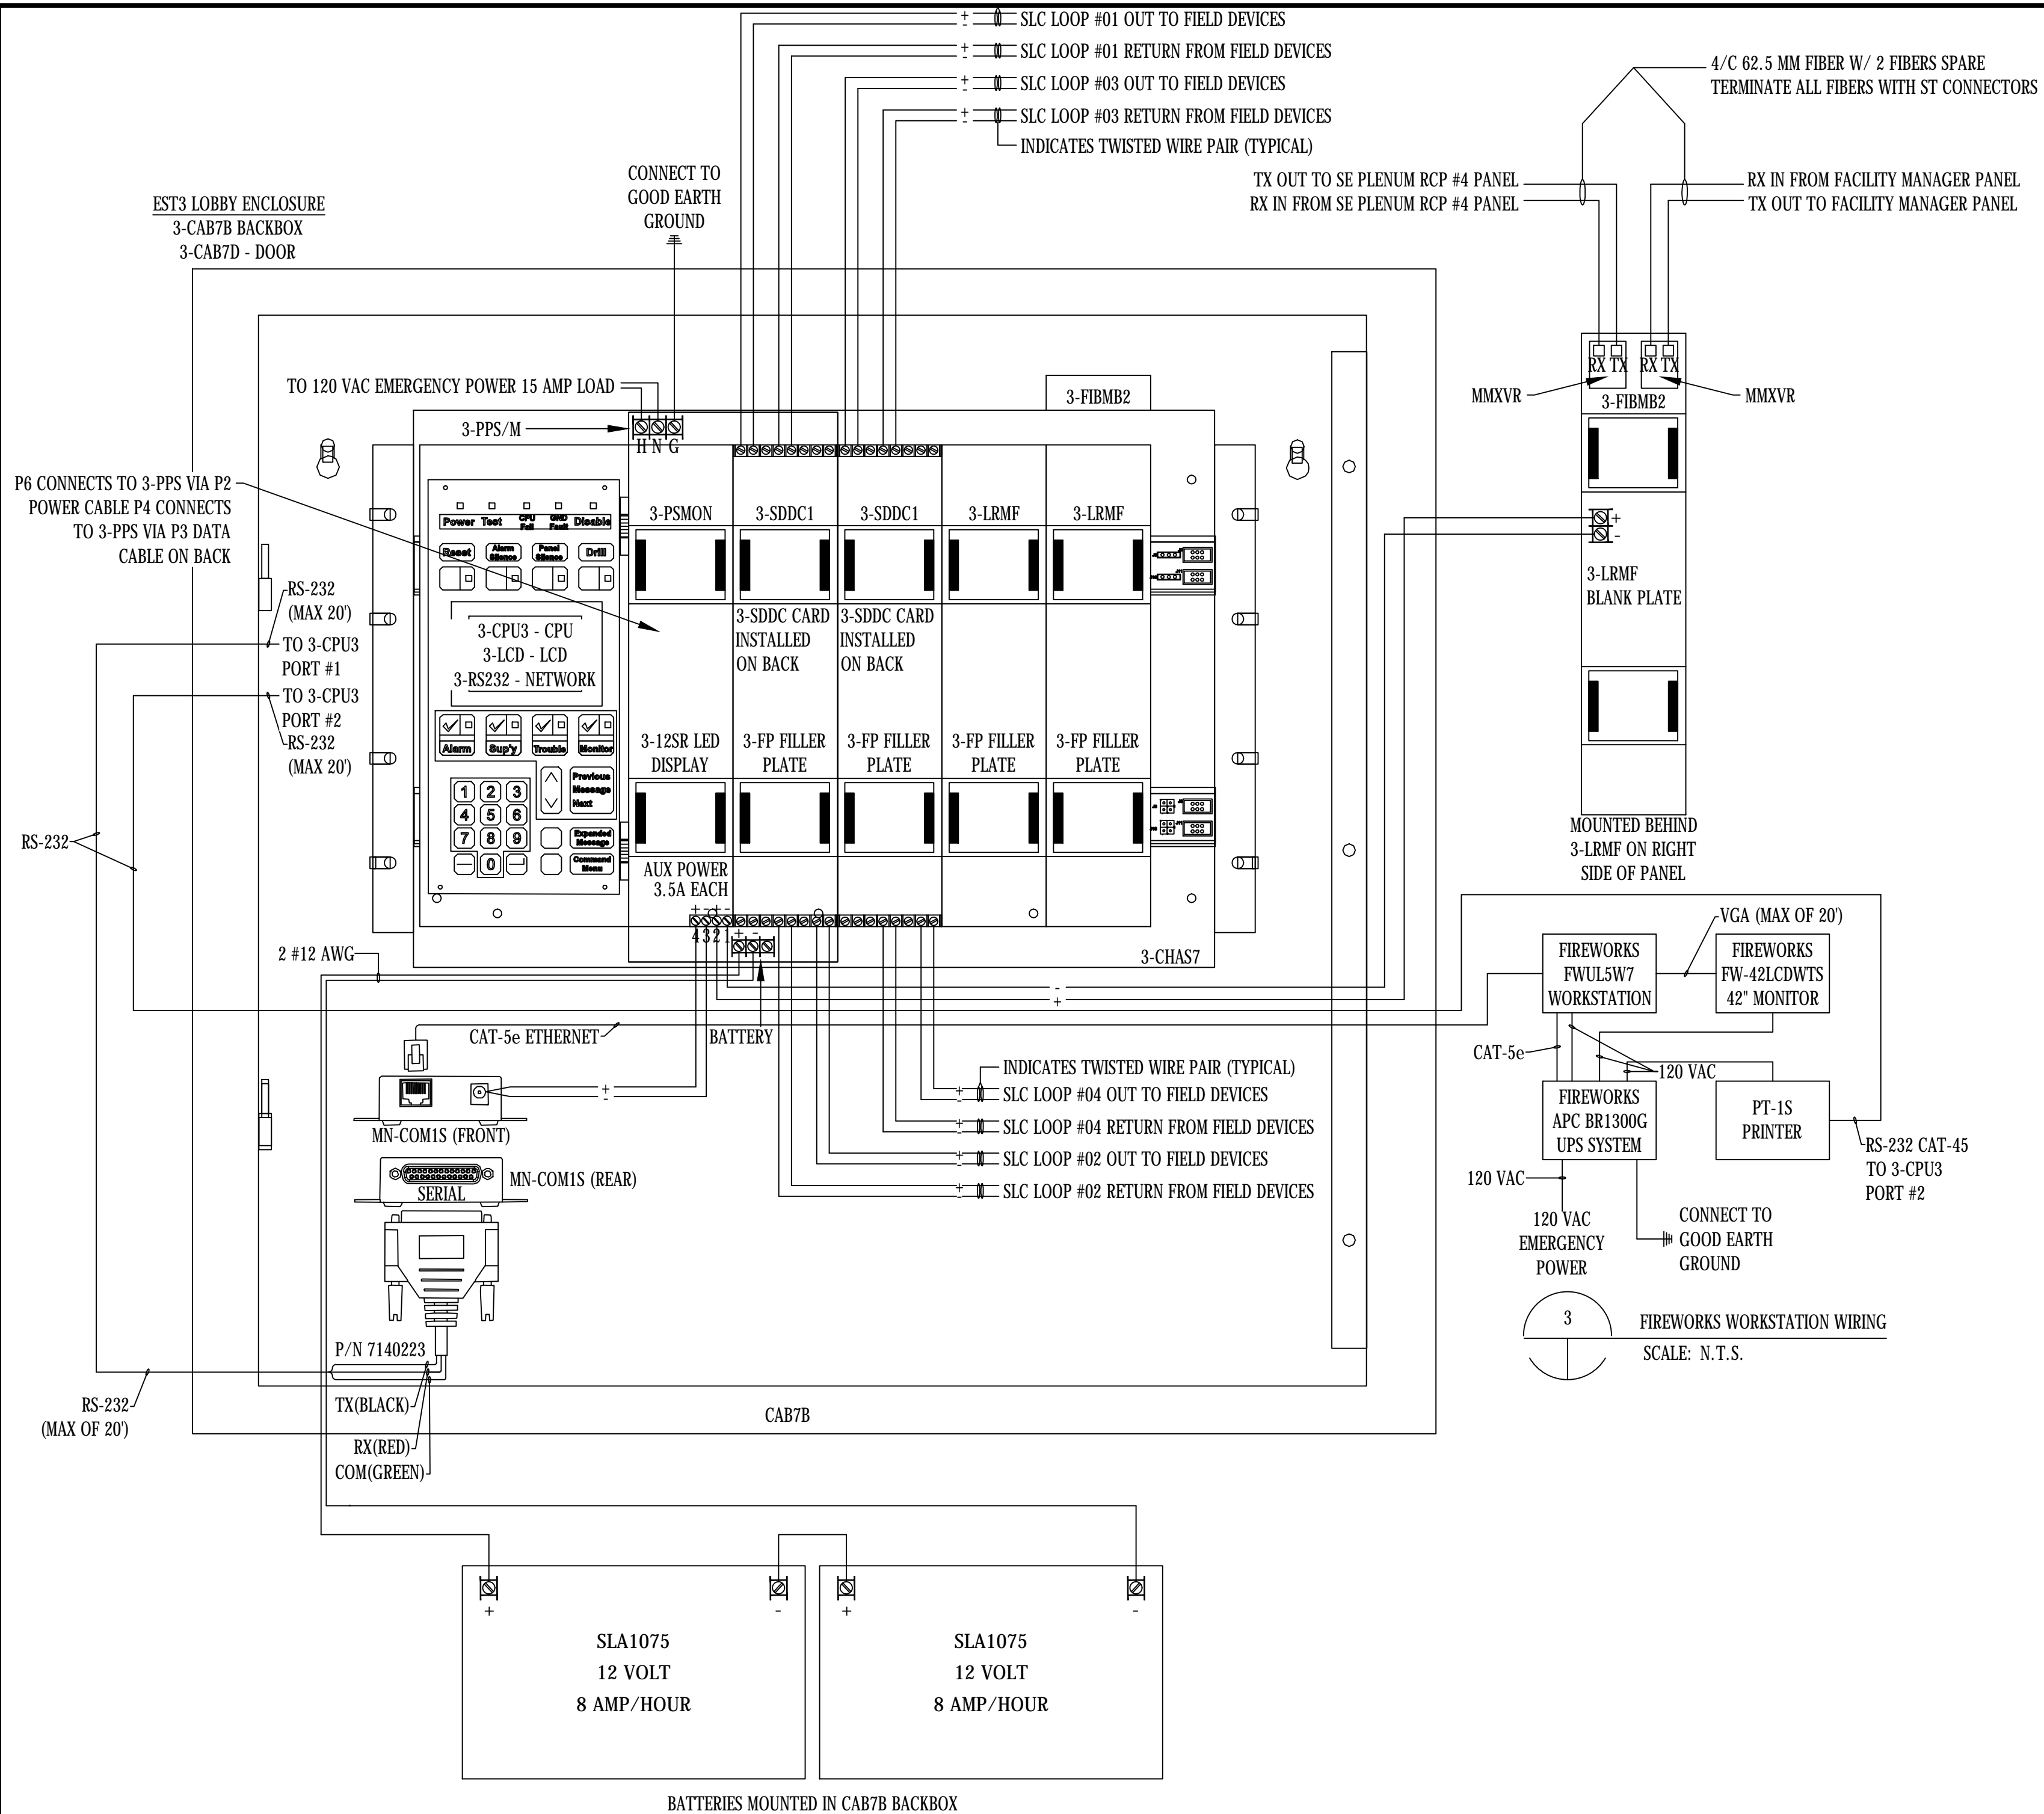 SLC LOOP #01 OUT TO FIELD DEVICES
SLC LOOP #01 RETURN FROM FIELD DEVICES
SLC LOOP #03 OUT TO FIELD DEVICES
SLC LOOP #03 RETURN FROM FIELD DEVICES
INDICATES TWISTED WIRE PAIR (TYPICAL)
+
-
+
-
+
-
+
-
4/C 62.5 MM FIBER W/ 2 FIBERS SPARE
TERMINATE ALL FIBERS WITH ST CONNECTORS
CONNECT TO
GOOD EARTH
GROUND
EST3 LOBBY ENCLOSURE
3-CAB7B BACKBOX
3-CAB7D - DOOR
TX OUT TO SE PLENUM RCP #4 PANEL
RX IN FROM SE PLENUM RCP #4 PANEL
RX IN FROM FACILITY MANAGER PANEL
TX OUT TO FACILITY MANAGER PANEL
RX TX
RX TX
MMXVR
MMXVR
3-FIBMB2
+
-
3-LRMF
BLANK PLATE
MOUNTED BEHIND
3-LRMF ON RIGHT
SIDE OF PANEL
TO 120 VAC EMERGENCY POWER 15 AMP LOAD
3-PPS/M
H N G
3-FIBMB2
P6 CONNECTS TO 3-PPS VIA P2
POWER CABLE P4 CONNECTS
TO 3-PPS VIA P3 DATA
CABLE ON BACK
RS-232
(MAX 20')
TO 3-CPU3
PORT #1
TO 3-CPU3
PORT #2
RS-232
(MAX 20')
RS-232
Power Test CPU Fail GND Fault Disable
Reset
Alarm Silence
Panel Silence
Drill
3-CPU3 - CPU
3-LCD - LCD
3-RS232 - NETWORK
Alarm
Sup'y
Trouble
Monitor
1 2 3
4 5 6
7 8 9
0
Previous
Message
Next
Expanded
Message
Command
Menu
3-PSMON
3-SDDC1
3-SDDC1
3-LRMF
3-LRMF
3-SDDC CARD
INSTALLED
ON BACK
3-SDDC CARD
INSTALLED
ON BACK
3-12SR LED
DISPLAY
3-FP FILLER
PLATE
3-FP FILLER
PLATE
3-FP FILLER
PLATE
3-FP FILLER
PLATE
AUX POWER
3.5A EACH
+-+-
4321
+ -
3-CHAS7
2 #12 AWG
-
+
CAT-5e ETHERNET
BATTERY
+
-
MN-COM1S (FRONT)
MN-COM1S (REAR)
SERIAL
P/N 7140223
TX(BLACK)
RX(RED)
COM(GREEN)
RS-232
(MAX OF 20')
INDICATES TWISTED WIRE PAIR (TYPICAL)
SLC LOOP #04 OUT TO FIELD DEVICES
SLC LOOP #04 RETURN FROM FIELD DEVICES
SLC LOOP #02 OUT TO FIELD DEVICES
SLC LOOP #02 RETURN FROM FIELD DEVICES
+
-
+
-
+
-
+
-
CAB7B
VGA (MAX OF 20')
FIREWORKS
FWUL5W7
WORKSTATION
FIREWORKS
FW-42LCDWTS
42" MONITOR
CAT-5e
120 VAC
FIREWORKS
APC BR1300G
UPS SYSTEM
PT-1S
PRINTER
RS-232 CAT-45
TO 3-CPU3
PORT #2
120 VAC
120 VAC
EMERGENCY
POWER
CONNECT TO
GOOD EARTH
GROUND
3
FIREWORKS WORKSTATION WIRING
SCALE: N.T.S.
+
-
SLA1075
12 VOLT
8 AMP/HOUR
+
-
SLA1075
12 VOLT
8 AMP/HOUR
BATTERIES MOUNTED IN CAB7B BACKBOX